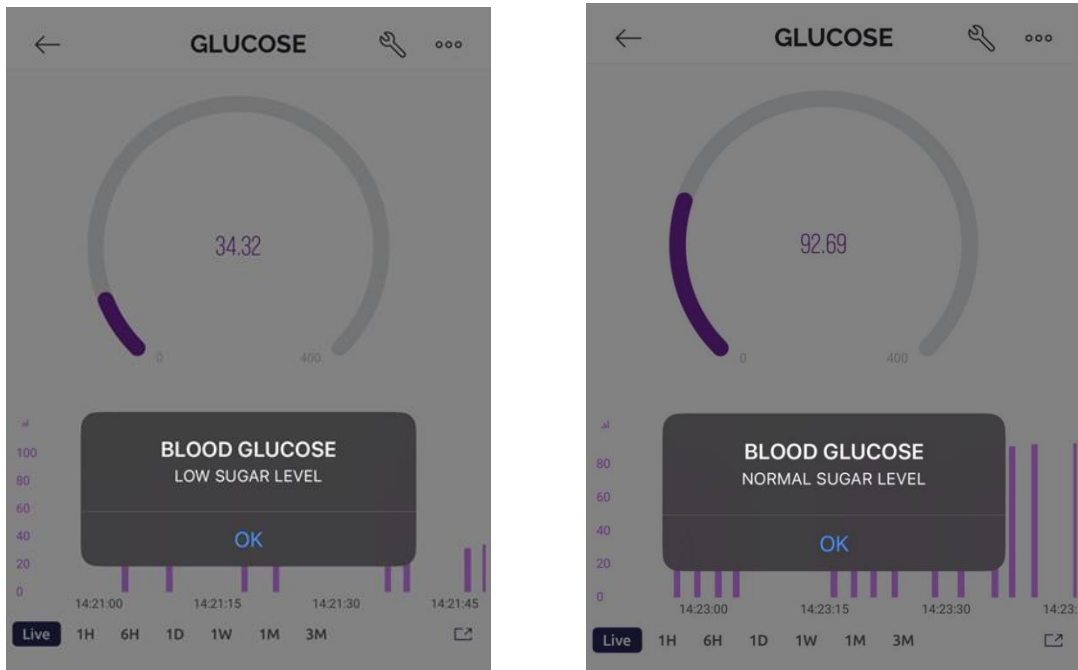 GLUCOSE
34.32
0 400
BLOOD GLUCOSE
LOW SUGAR LEVEL
OK
100
80
60
40
20
0
14:21:00 14:21:15 14:21:30 14:21:45
Live 1H 6H 1D 1W 1M 3M
GLUCOSE
92.69
0 400
BLOOD GLUCOSE
NORMAL SUGAR LEVEL
OK
80
60
40
20
0
14:23:00 14:23:15 14:23:30 14:23:
Live 1H 6H 1D 1W 1M 3M